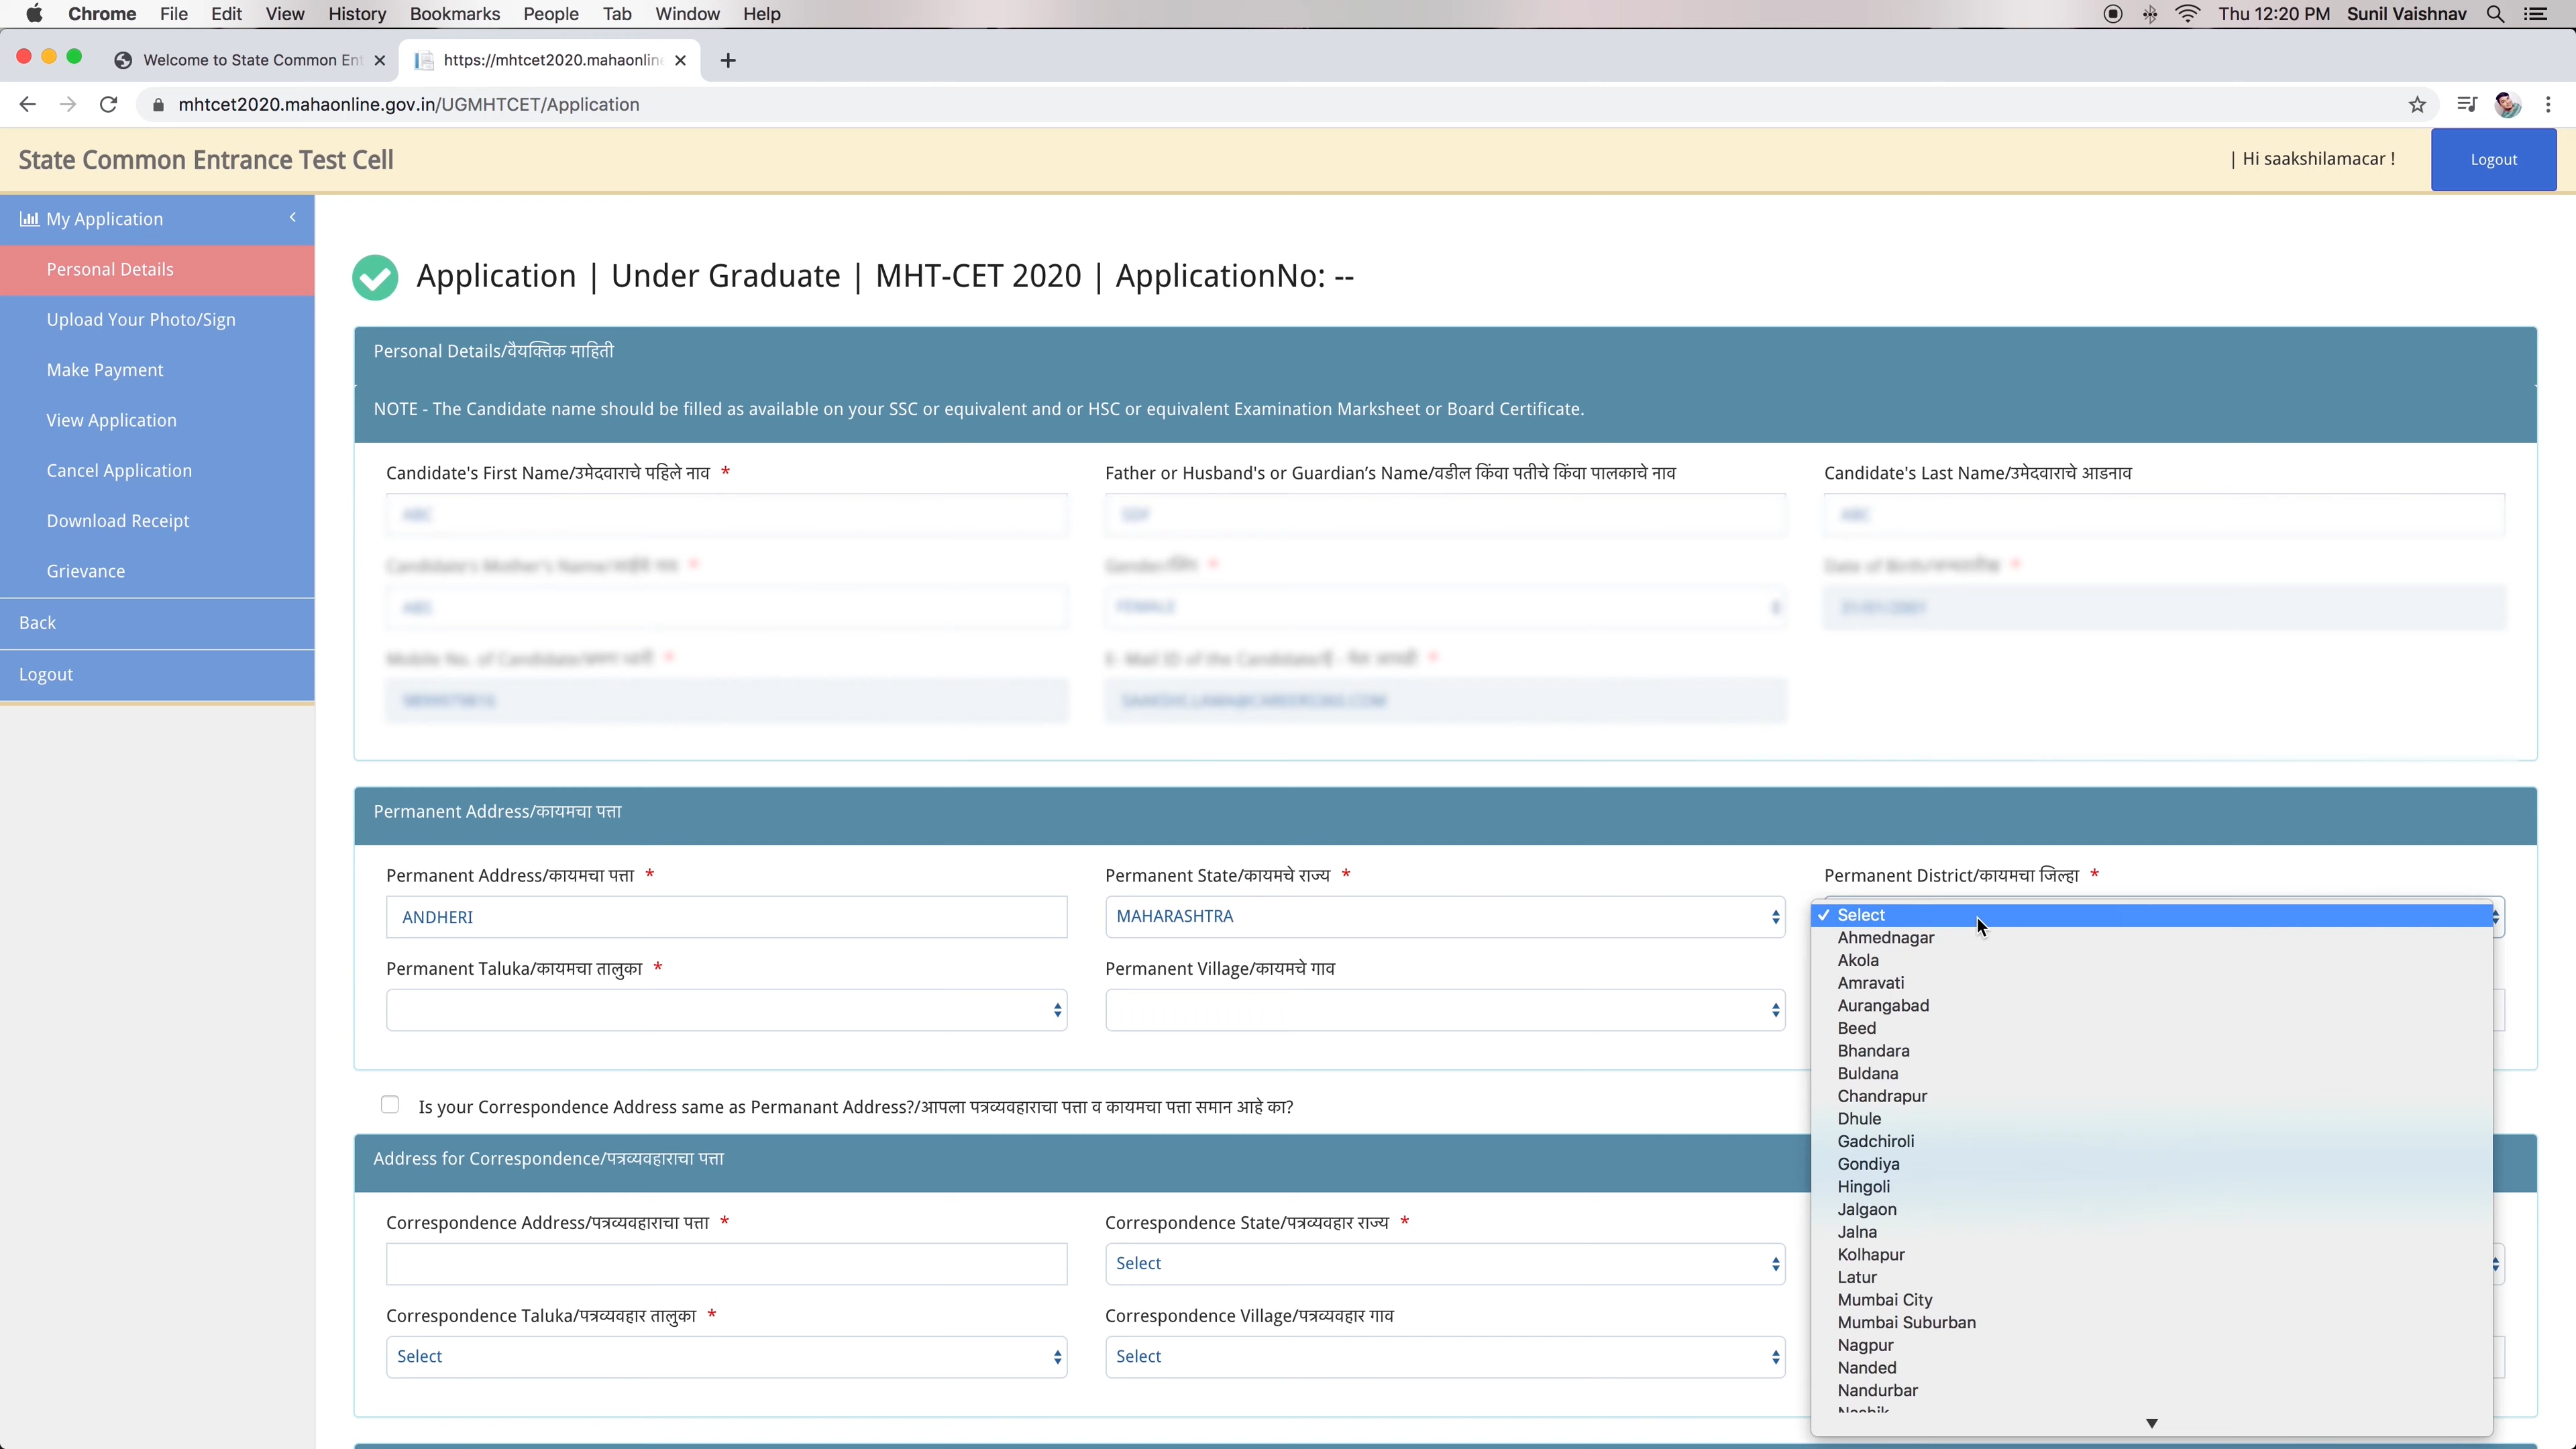 Chrome File Edit View History Bookmarks People Tab Window Help Thu 12:20 PM Sunil Vaishnav
Welcome to State Common Ent https://mhtcet2020.mahaonline
mhtcet2020.mahaonline.gov.in/UGMHTCET/Application
State Common Entrance Test Cell | Hi saakshilamacar ! Logout
My Application
Personal Details
Upload Your Photo/Sign
Make Payment
View Application
Cancel Application
Download Receipt
Grievance
Back
Logout
Application | Under Graduate | MHT-CET 2020 | ApplicationNo: --
Personal Details/वैयक्तिक माहिती
NOTE - The Candidate name should be filled as available on your SSC or equivalent and or HSC or equivalent Examination Marksheet or Board Certificate.
Candidate's First Name/उमेदवाराचे पहिले नाव * Father or Husband's or Guardian’s Name/वडील किंवा पतीचे किंवा पालकाचे नाव Candidate's Last Name/उमेदवाराचे आडनाव
Permanent Address/कायमचा पत्ता
Permanent Address/कायमचा पत्ता * Permanent State/कायमचे राज्य * Permanent District/कायमचा जिल्हा *
ANDHERI MAHARASHTRA
Permanent Taluka/कायमचा तालुका * Permanent Village/कायमचे गाव
Is your Correspondence Address same as Permanant Address?/आपला पत्रव्यवहाराचा पत्ता व कायमचा पत्ता समान आहे का?
Address for Correspondence/पत्रव्यवहाराचा पत्ता
Correspondence Address/पत्रव्यवहाराचा पत्ता * Correspondence State/पत्रव्यवहार राज्य *
Select
Correspondence Taluka/पत्रव्यवहार तालुका * Correspondence Village/पत्रव्यवहार गाव
Select Select
✓ Select
Ahmednagar
Akola
Amravati
Aurangabad
Beed
Bhandara
Buldana
Chandrapur
Dhule
Gadchiroli
Gondiya
Hingoli
Jalgaon
Jalna
Kolhapur
Latur
Mumbai City
Mumbai Suburban
Nagpur
Nanded
Nandurbar